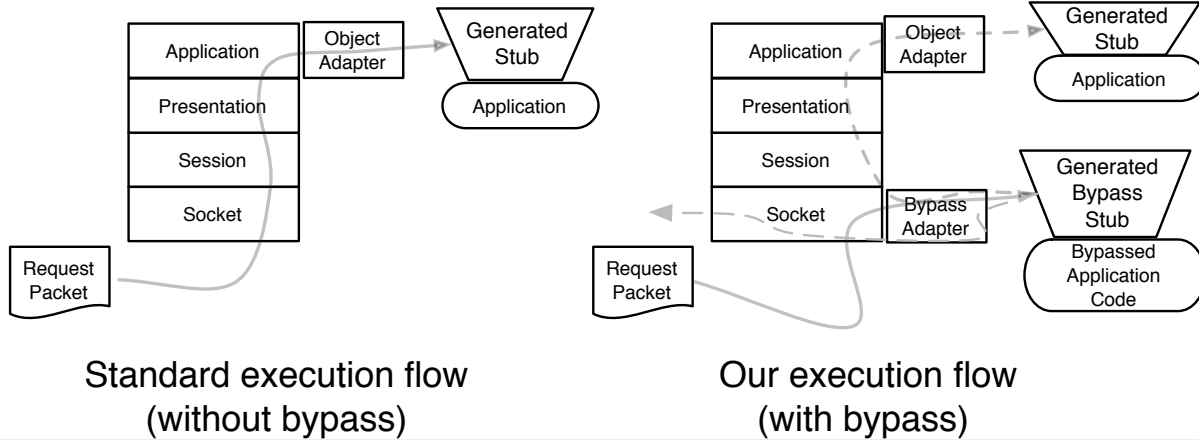 Application
Object
Adapter
Generated
Stub
Application
Presentation
Session
Socket
Request
Packet
Standard execution flow
(without bypass)
Application
Object
Adapter
Generated
Stub
Application
Presentation
Session
Socket
Bypass
Adapter
Generated
Bypass
Stub
Bypassed
Application
Code
Request
Packet
Our execution flow
(with bypass)